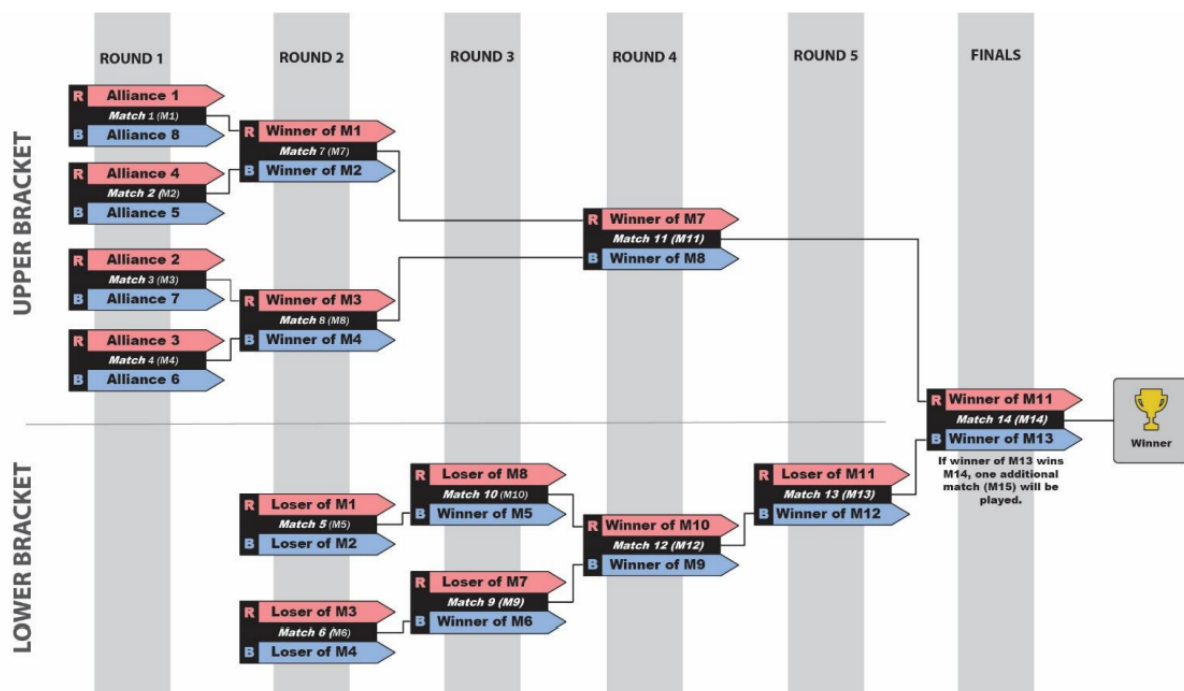 ROUND 1
ROUND 2
ROUND 3
ROUND 4
ROUND 5
FINALS
UPPER BRACKET
R Alliance 1
Match 1 (M1)
B Alliance 8
R Alliance 4
Match 2 (M2)
B Alliance 5
R Alliance 2
Match 3 (M3)
B Alliance 7
R Alliance 3
Match 4 (M4)
B Alliance 6
R Winner of M1
Match 7 (M7)
B Winner of M2
R Winner of M3
Match 8 (M8)
B Winner of M4
R Winner of M7
Match 11 (M11)
B Winner of M8
LOWER BRACKET
R Loser of M1
Match 5 (M5)
B Loser of M2
R Loser of M3
Match 6 (M6)
B Loser of M4
R Loser of M8
Match 10 (M10)
B Winner of M5
R Loser of M7
Match 9 (M9)
B Winner of M6
R Winner of M10
Match 12 (M12)
B Winner of M9
R Loser of M11
Match 13 (M13)
B Winner of M12
R Winner of M11
Match 14 (M14)
B Winner of M13
If winner of M13 wins
M14, one additional
match (M15) will be
played.
Winner